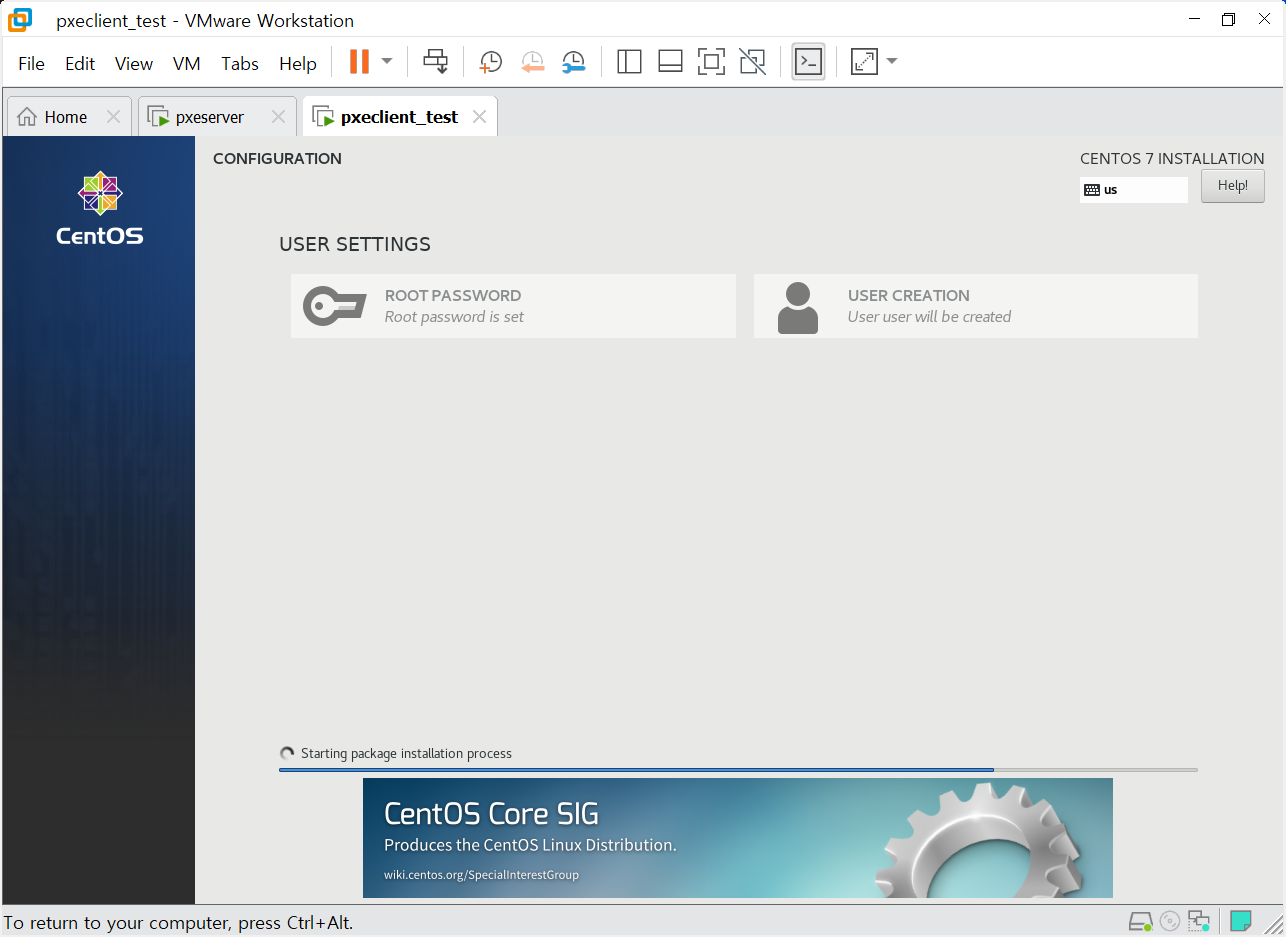 pxeclient_test - VMware Workstation
File Edit View VM Tabs Help
Home pxeserver pxeclient_test
CentOS
CONFIGURATION
CENTOS 7 INSTALLATION
us
Help!
USER SETTINGS
ROOT PASSWORD
Root password is set
USER CREATION
User user will be created
Starting package installation process
CentOS Core SIG
Produces the CentOS Linux Distribution.
wiki.centos.org/SpecialInterestGroup
To return to your computer, press Ctrl+Alt.